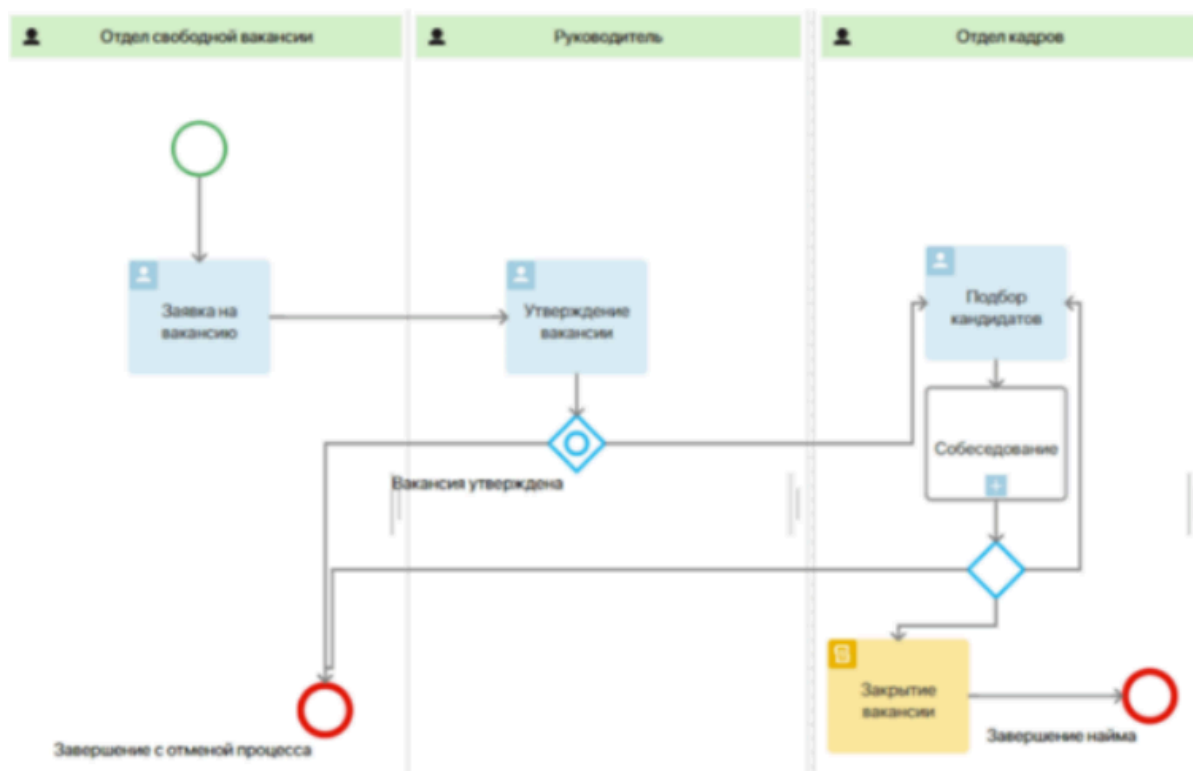 Отдел свободной вакансии
Руководитель
Отдел кадров
Заявка на
вакансию
Утверждение
вакансии
Подбор
кандидатов
Собеседование
Вакансия утверждена
Закрытие
вакансии
Завершение найма
Завершение с отменой процесса